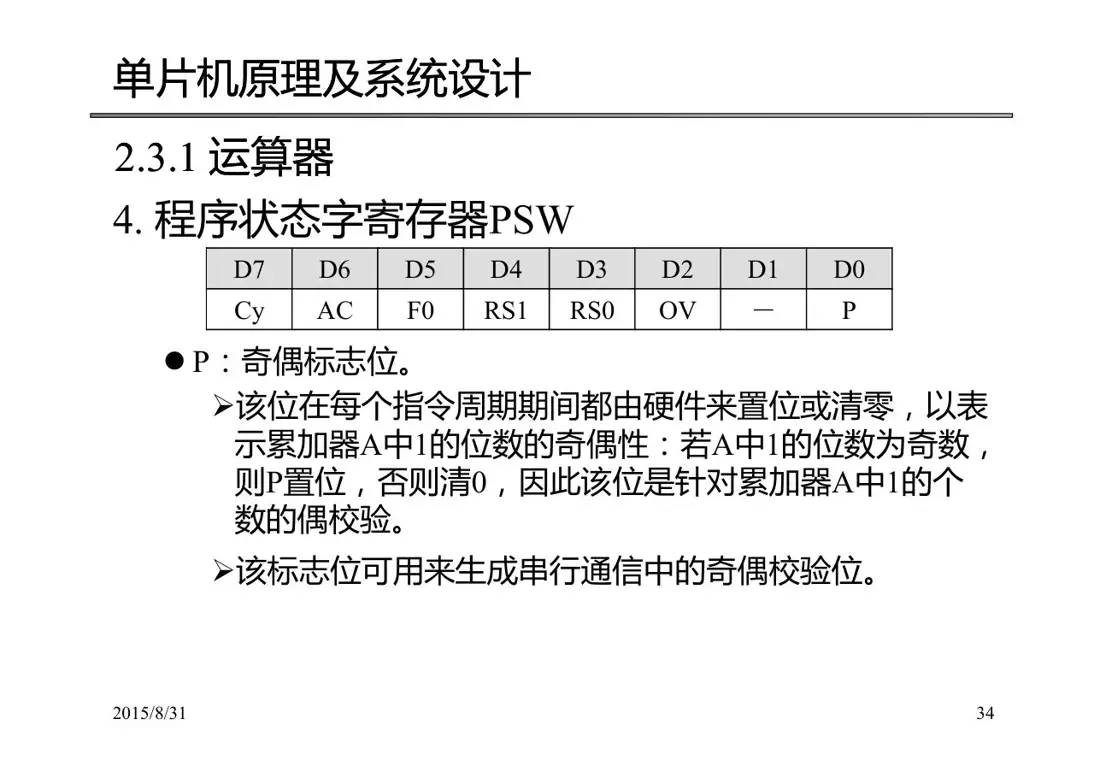 单片机原理及系统设计
2.3.1 运算器
4. 程序状态字寄存器PSW
D7 D6 D5 D4 D3 D2 D1 D0
Cy AC F0 RS1 RS0 OV － P
●P：奇偶标志位。
➢该位在每个指令周期期间都由硬件来置位或清零，以表
示累加器A中1的位数的奇偶性：若A中1的位数为奇数，
则P置位，否则清0，因此该位是针对累加器A中1的个
数的偶校验。
➢该标志位可用来生成串行通信中的奇偶校验位。
2015/8/31 34